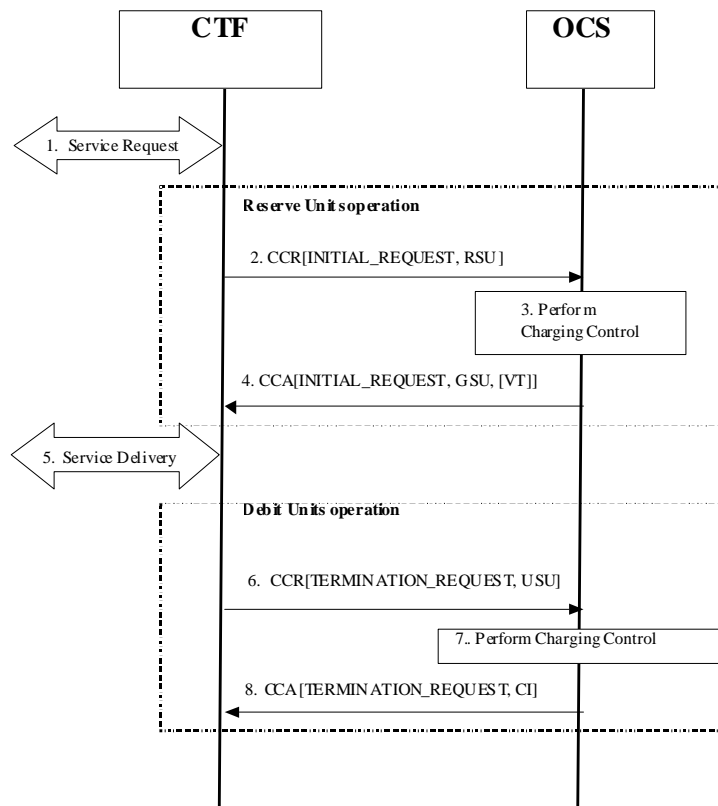 CTF
OCS
1. Service Request
Reserve Units operation
2. CCR[INITIAL_REQUEST, RSU]
3. Perform
Charging Control
4. CCA[INITIAL_REQUEST, GSU, [VT]]
5. Service Delivery
Debit Units operation
6. CCR[TERMINATION_REQUEST, USU]
7.. Perform Charging Control
8. CCA[TERMINATION_REQUEST, CI]